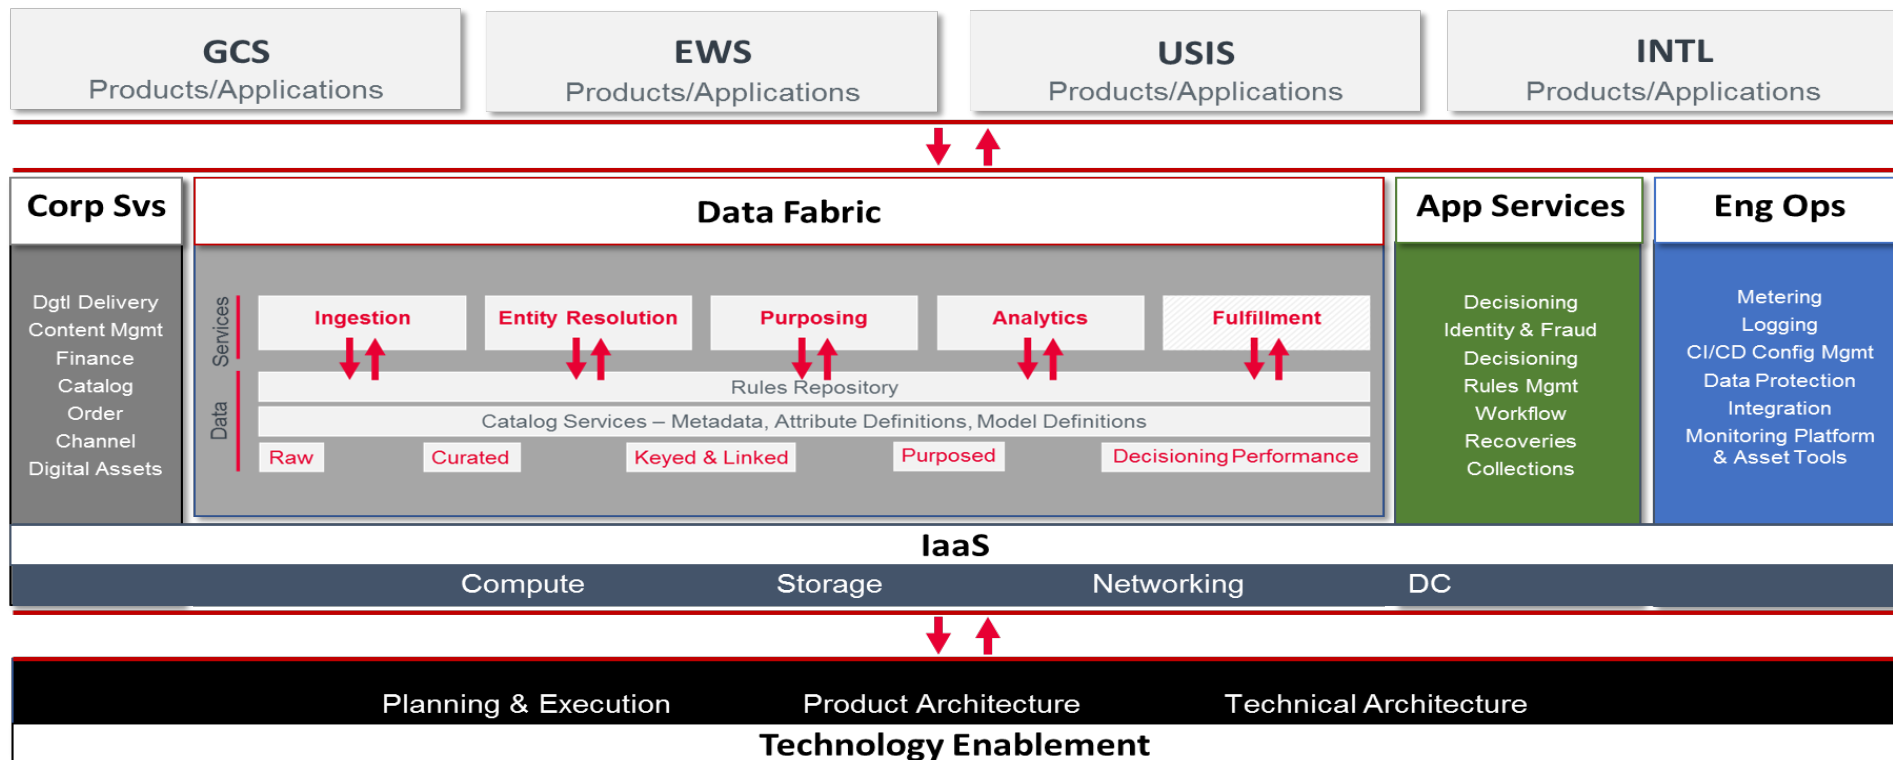 GCS
Products/Applications
EWS
Products/Applications
USIS
Products/Applications
INTL
Products/Applications
Corp Svs
Dgtl Delivery
Content Mgmt
Finance
Catalog
Order
Channel
Digital Assets
Data Fabric
Services
Ingestion
Entity Resolution
Purposing
Analytics
Fulfillment
Data
Rules Repository
Catalog Services – Metadata, Attribute Definitions, Model Definitions
Raw
Curated
Keyed & Linked
Purposed
Decisioning Performance
App Services
Decisioning
Identity & Fraud
Decisioning
Rules Mgmt
Workflow
Recoveries
Collections
Eng Ops
Metering
Logging
CI/CD Config Mgmt
Data Protection
Integration
Monitoring Platform
& Asset Tools
IaaS
Compute
Storage
Networking
DC
Planning & Execution
Product Architecture
Technical Architecture
Technology Enablement